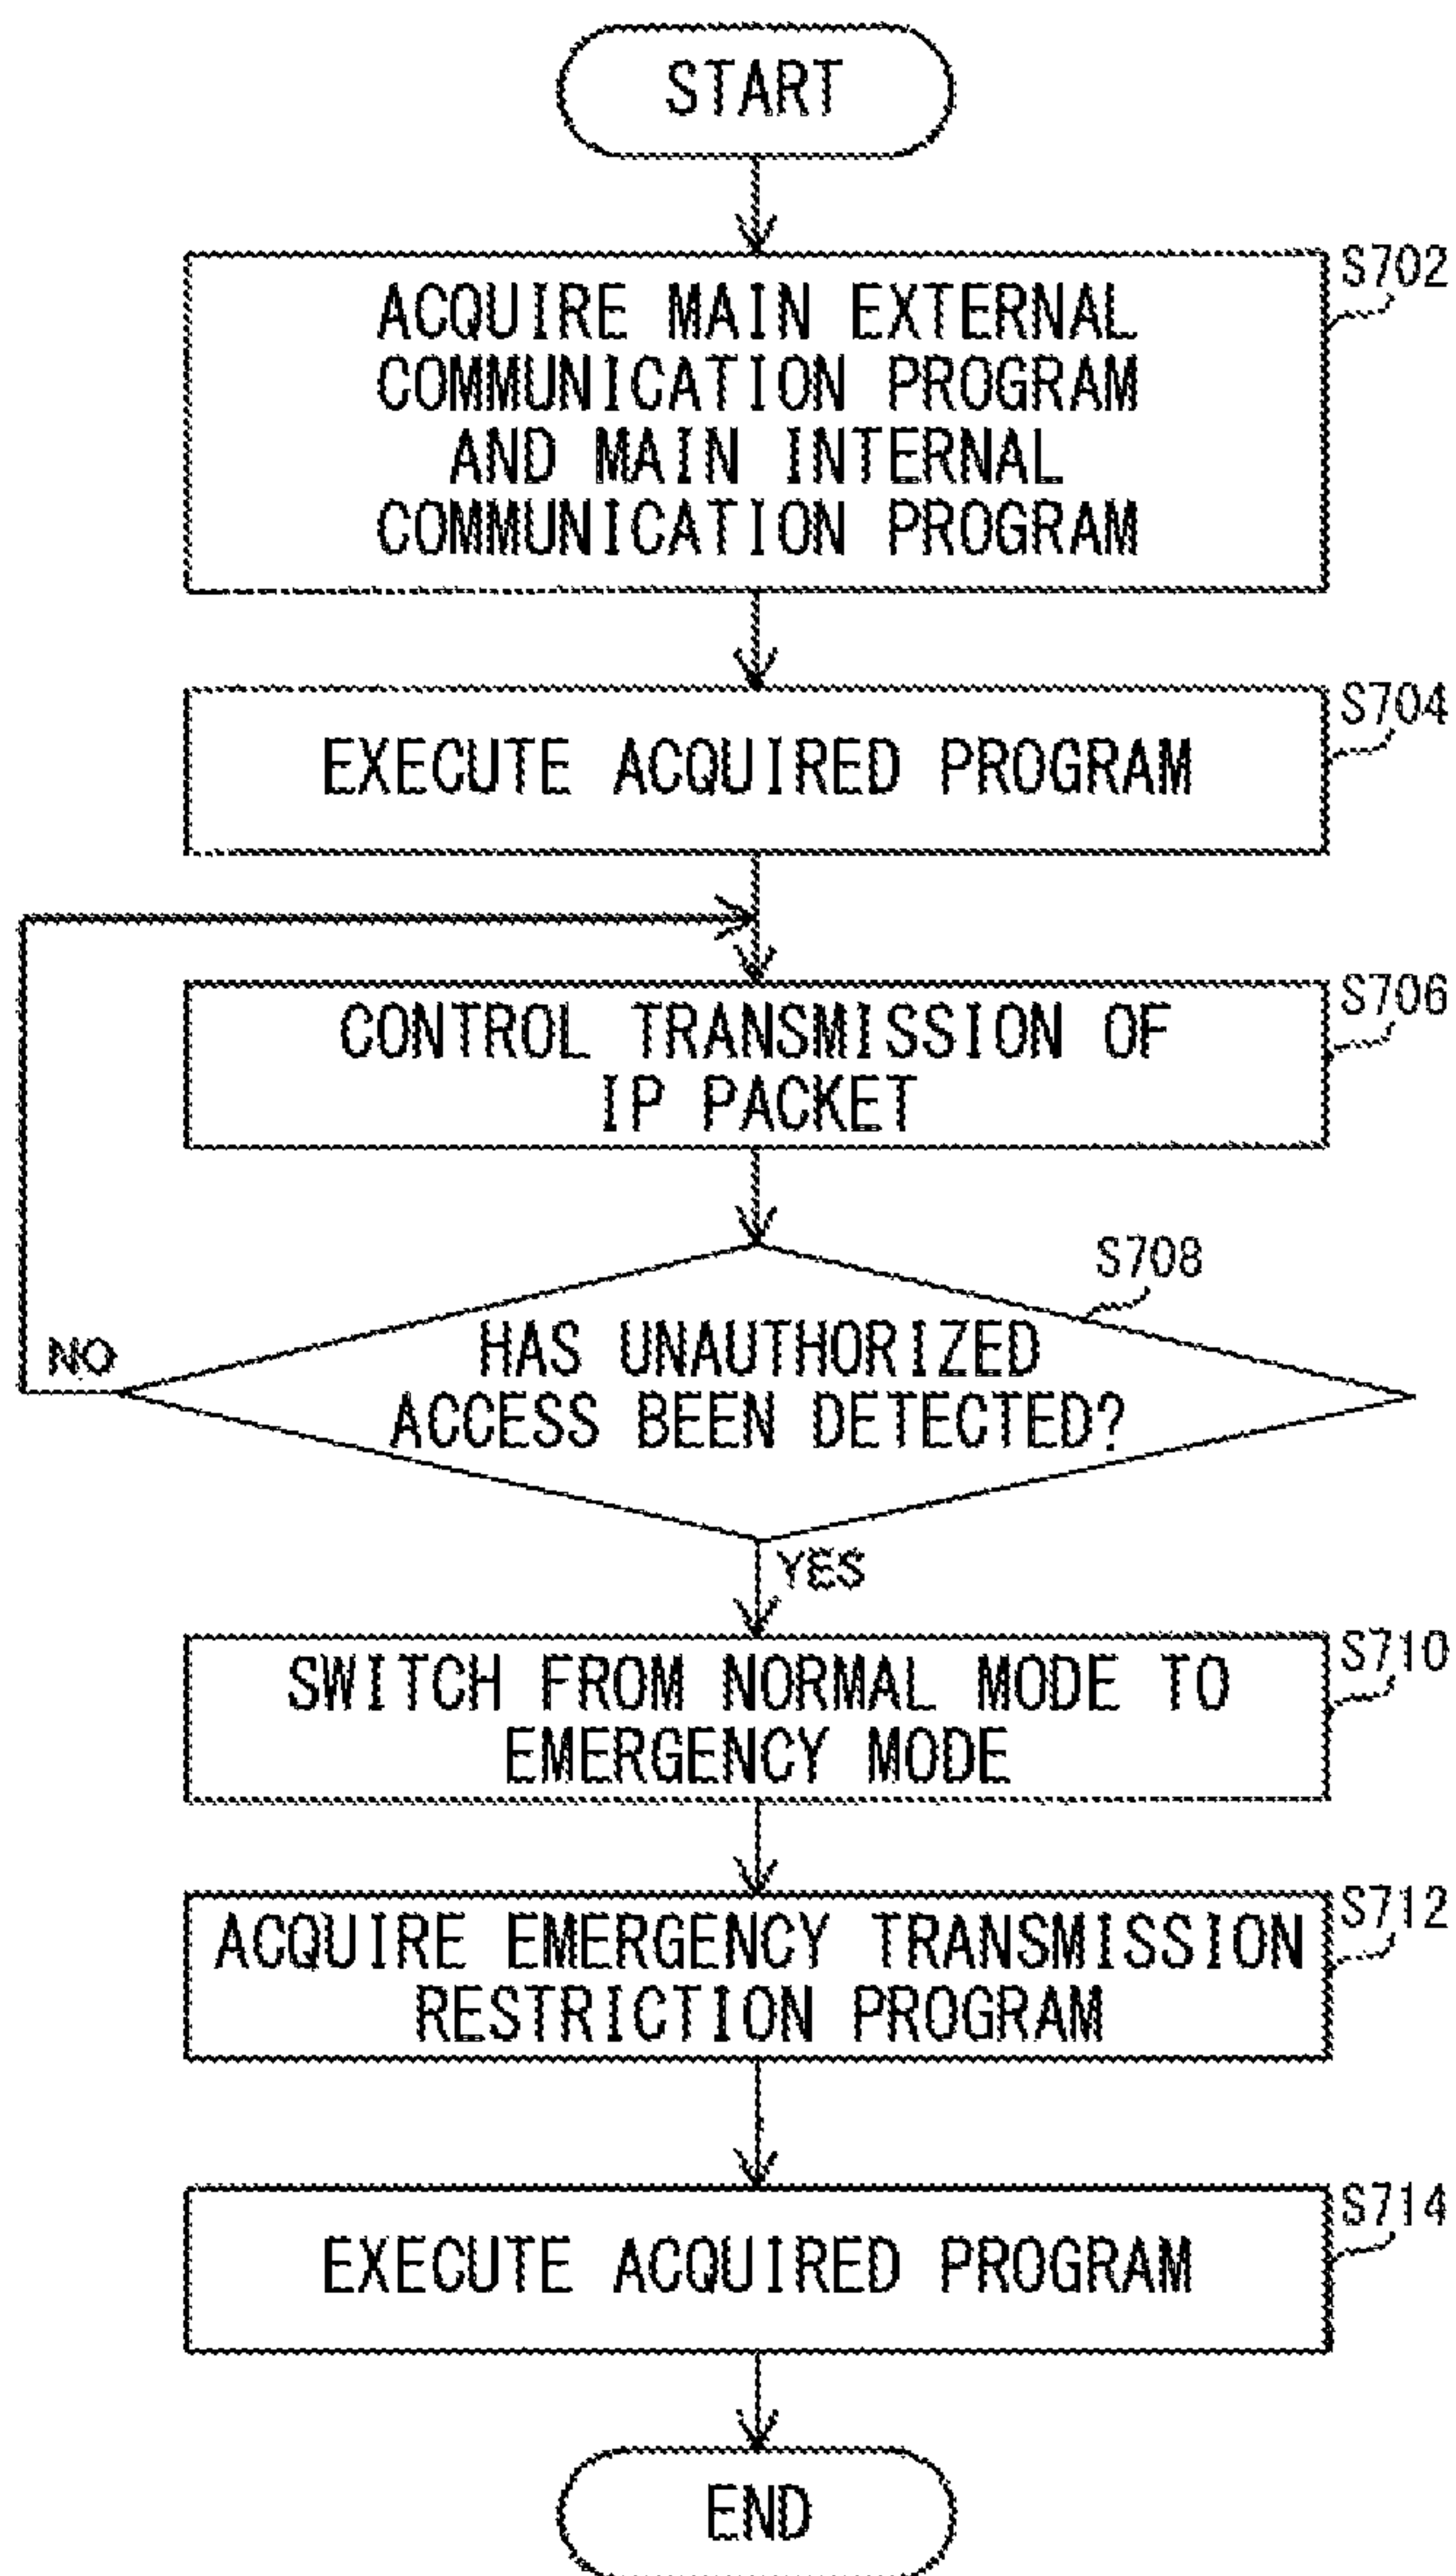 START
S702
ACQUIRE MAIN EXTERNAL
COMMUNICATION PROGRAM
AND MAIN INTERNAL
COMMUNICATION PROGRAM
S704
EXECUTE ACQUIRED PROGRAM
S706
CONTROL TRANSMISSION OF
IP PACKET
S708
HAS UNAUTHORIZED
ACCESS BEEN DETECTED?
NO
YES
S710
SWITCH FROM NORMAL MODE TO
EMERGENCY MODE
S712
ACQUIRE EMERGENCY TRANSMISSION
RESTRICTION PROGRAM
S714
EXECUTE ACQUIRED PROGRAM
END